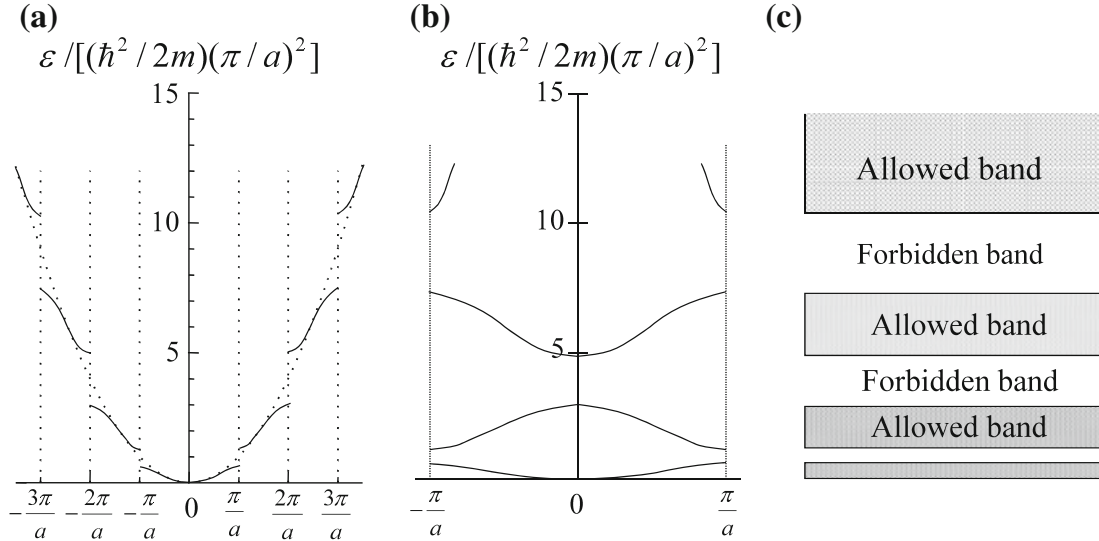 (a)
ε /[(ħ² / 2m)(π / a)²]
15
10
5
−3π/a −2π/a −π/a 0 π/a 2π/a 3π/a
(b)
ε /[(ħ² / 2m)(π / a)²]
15
10
5
−π/a 0 π/a
(c)
Allowed band
Forbidden band
Allowed band
Forbidden band
Allowed band